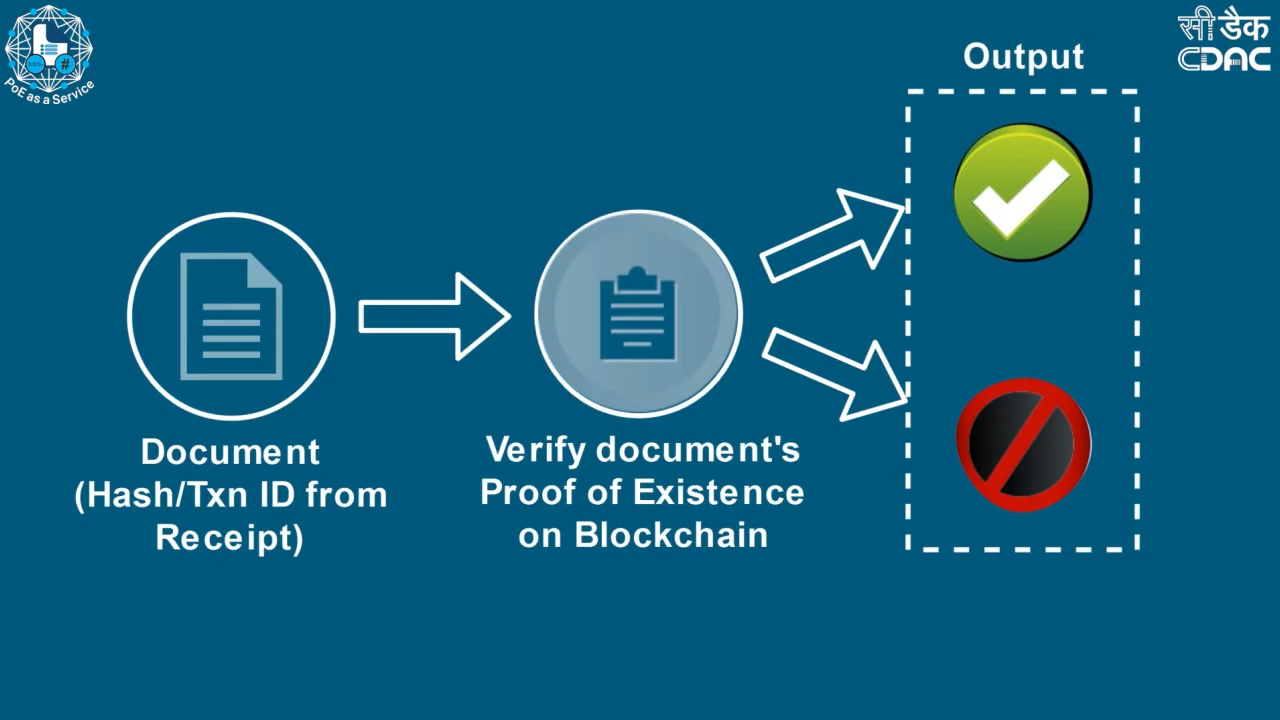 PoE as a Service
#
सी डैक
CDAC
Output
Document
(Hash/Txn ID from
Receipt)
Verify document's
Proof of Existence
on Blockchain